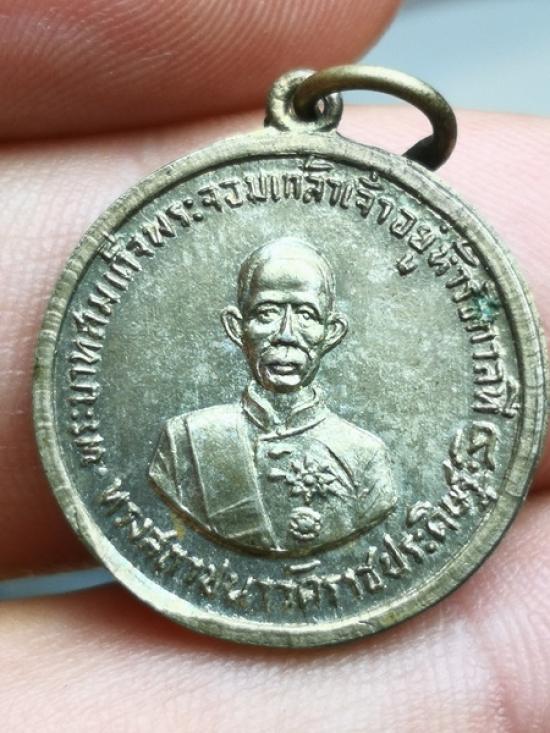 พระบาทสมเด็จพระจอมเกล้าเจ้าอยู่หัวรัชกาลที่ ๔
ทรงสถาปนาวัดราชประดิษฐ์